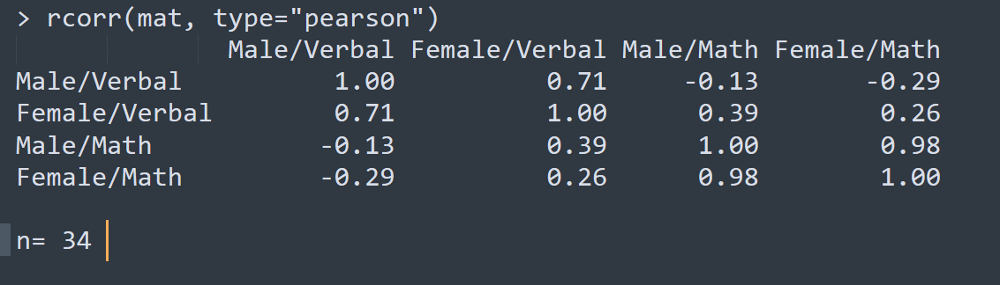 > rcorr(mat, type="pearson")
              Male/Verbal Female/Verbal Male/Math Female/Math
Male/Verbal          1.00          0.71     -0.13       -0.29
Female/Verbal        0.71          1.00      0.39        0.26
Male/Math           -0.13          0.39      1.00        0.98
Female/Math         -0.29          0.26      0.98        1.00
n= 34